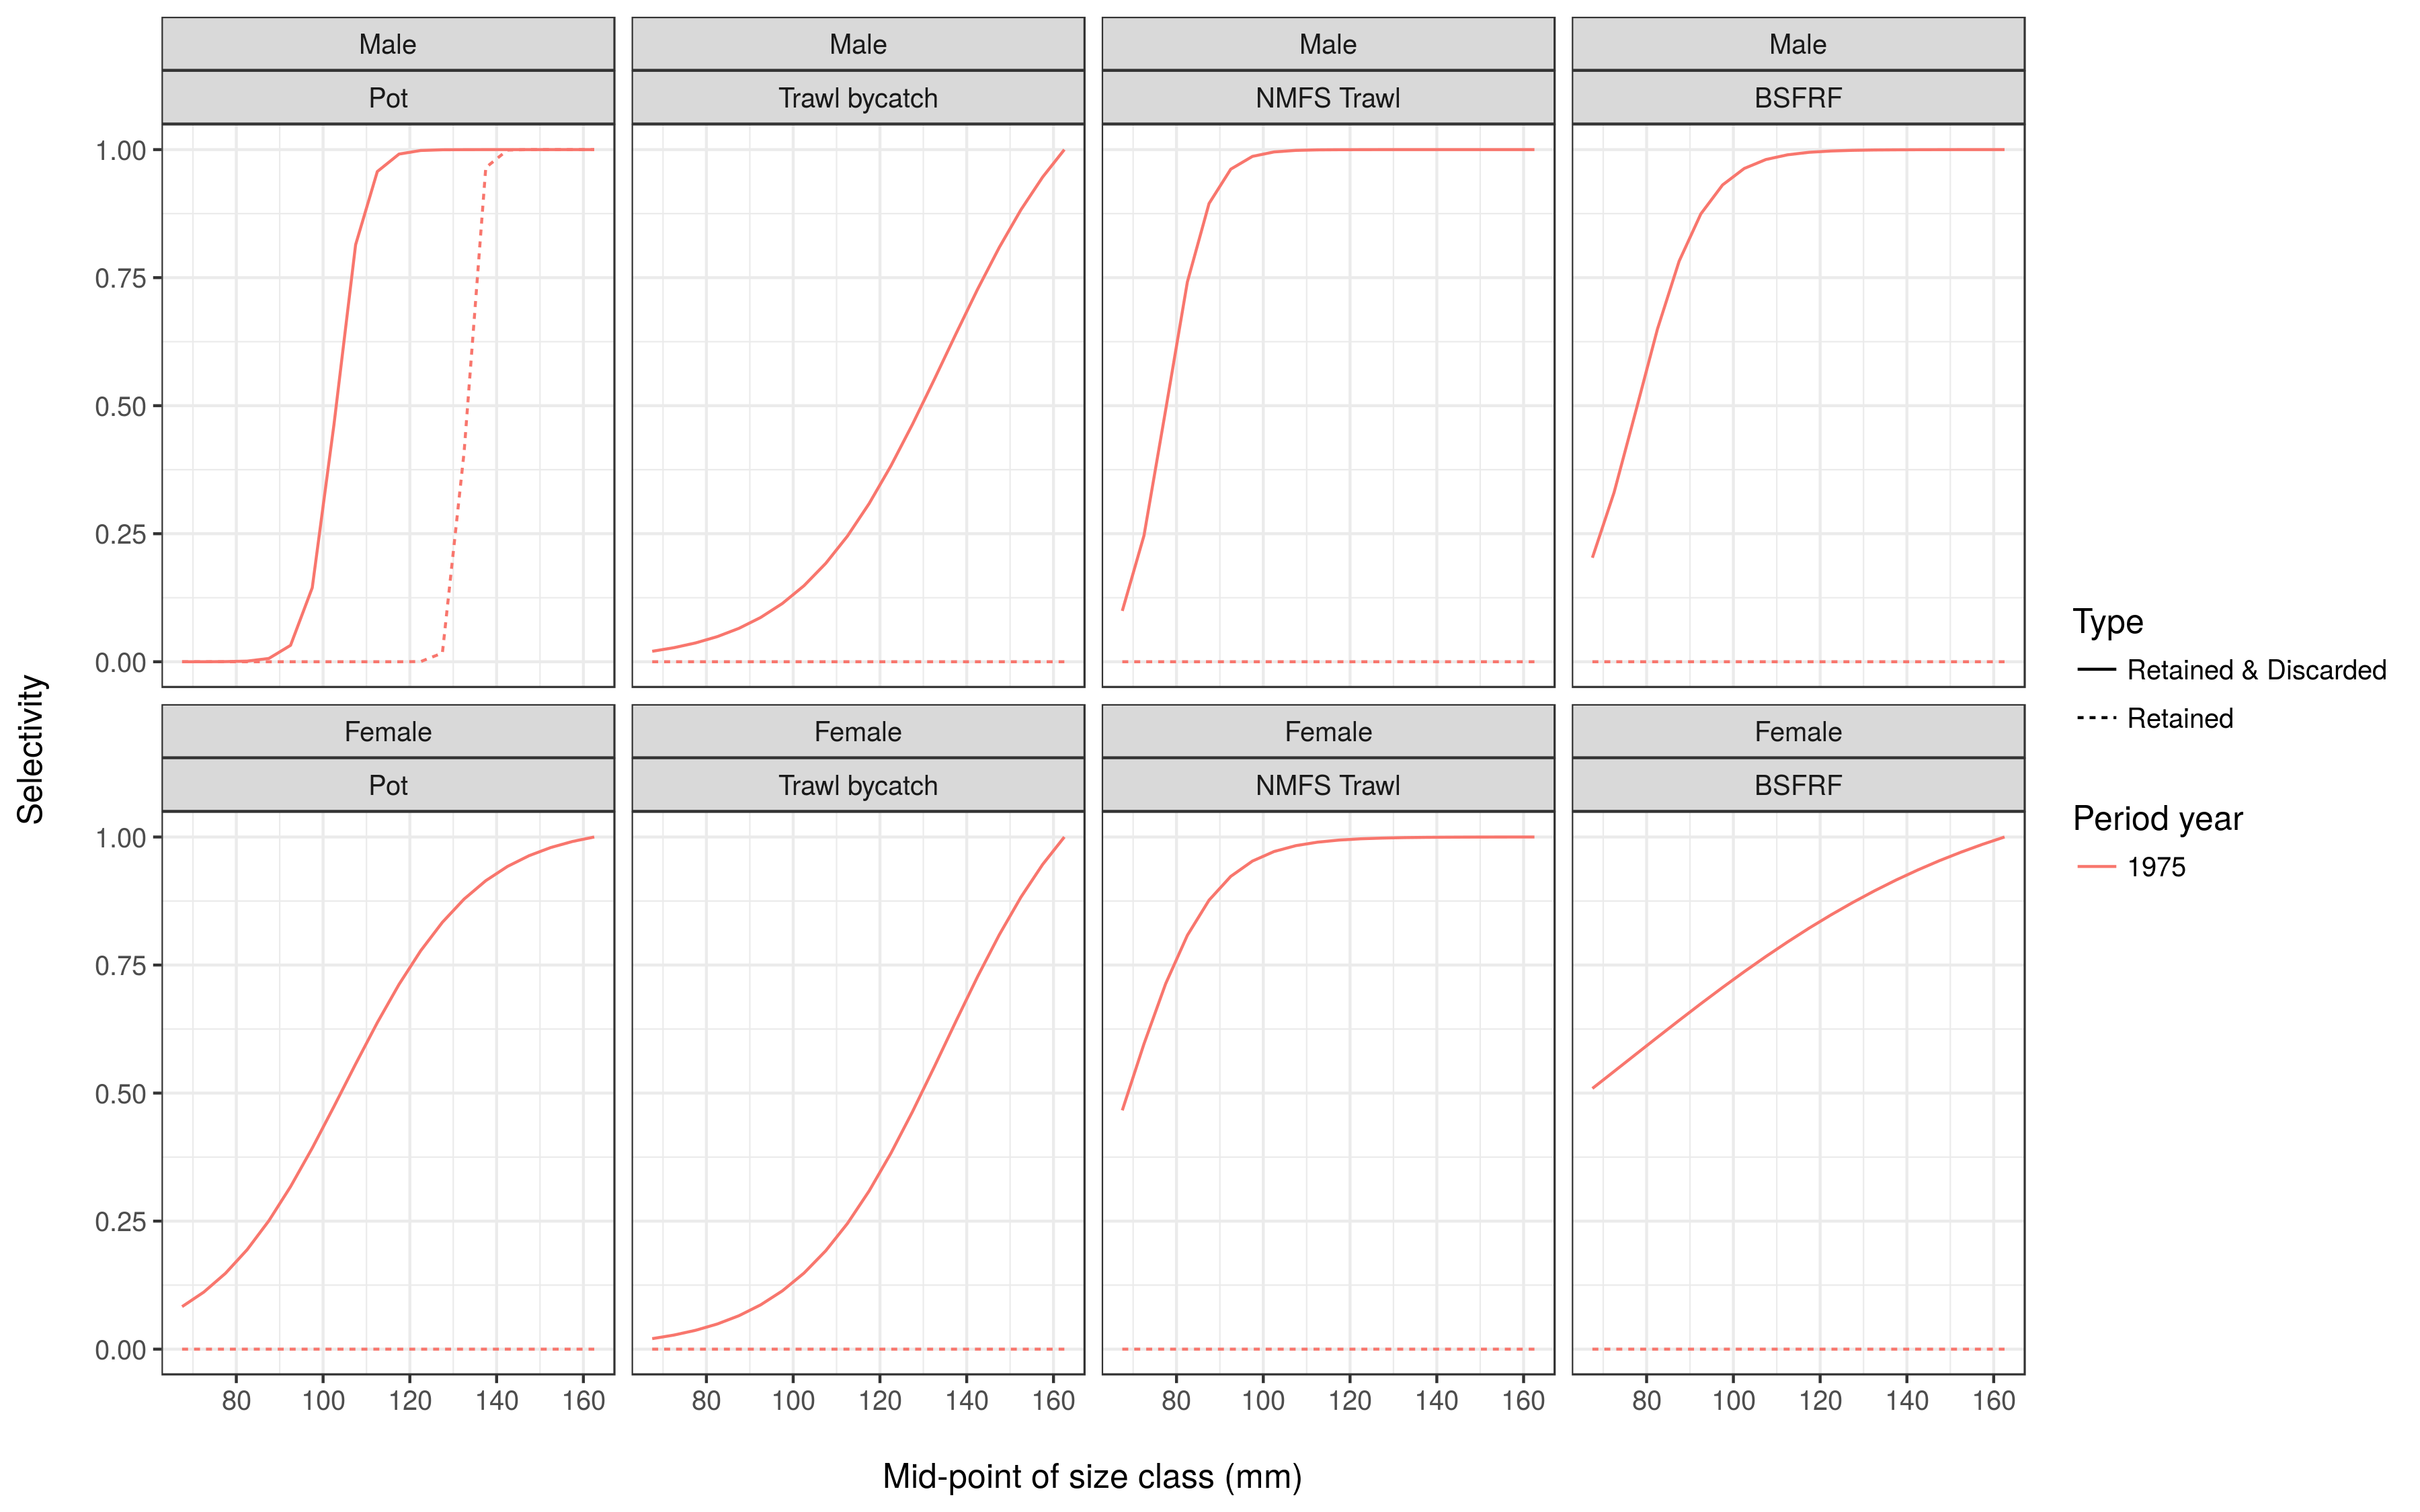 Male Male Male Male
Pot Trawl bycatch NMFS Trawl BSFRF
1.00
0.75
0.50
0.25
0.00
Female Female Female Female
Pot Trawl bycatch NMFS Trawl BSFRF
1.00
0.75
0.50
0.25
0.00
80 100 120 140 160 80 100 120 140 160 80 100 120 140 160 80 100 120 140 160
Mid-point of size class (mm)
Selectivity
Type
Retained & Discarded
Retained
Period year
1975